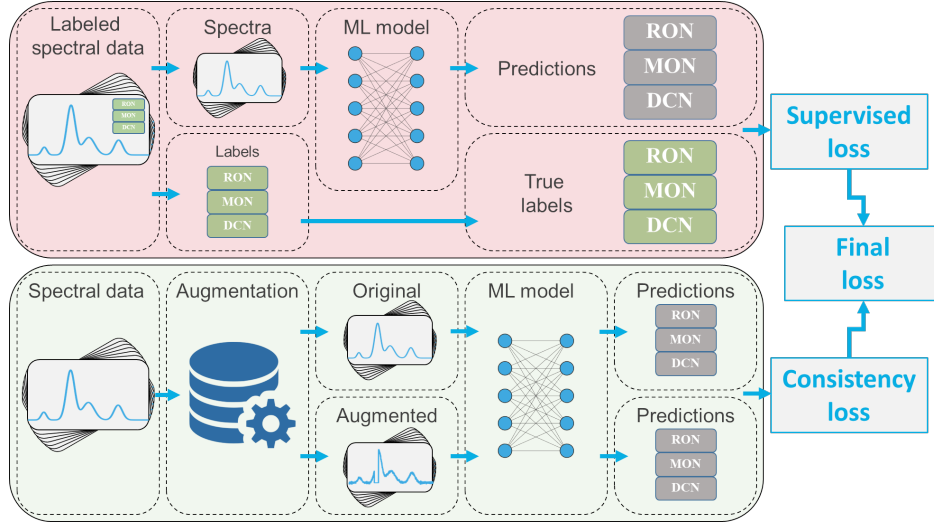 Labeled
spectral data
RON
MON
DCN
Spectra
ML model
Predictions
RON
MON
DCN
Labels
RON
MON
DCN
True
labels
RON
MON
DCN
Supervised
loss
Final
loss
Spectral data
Augmentation
Original
ML model
Predictions
RON
MON
DCN
Augmented
Predictions
RON
MON
DCN
Consistency
loss